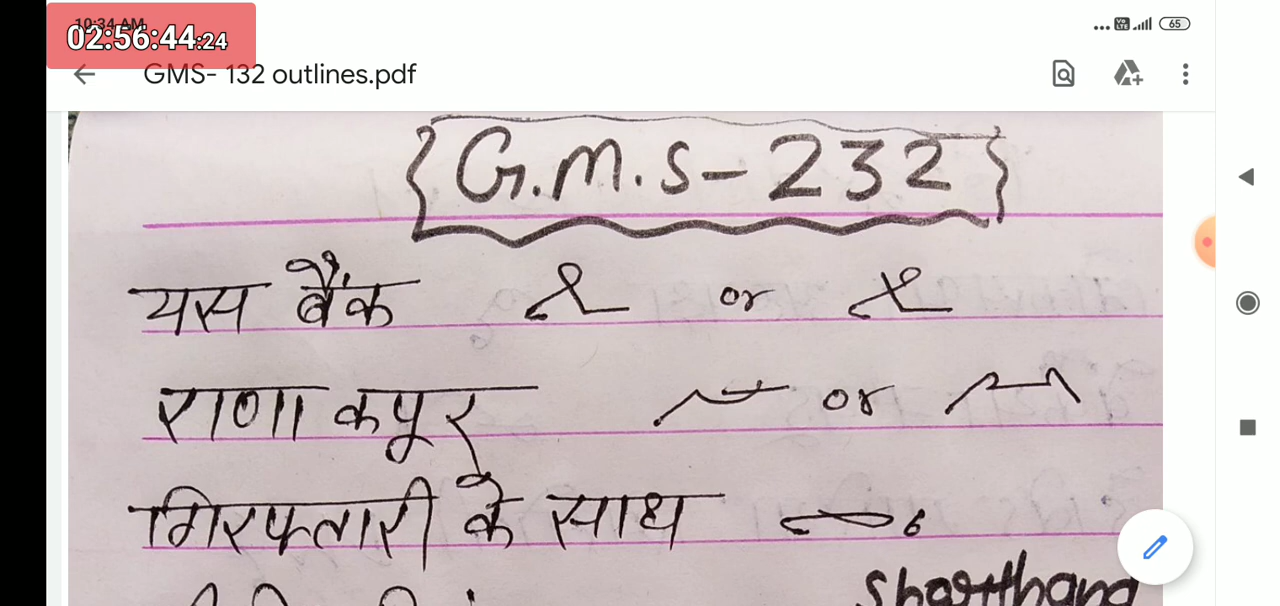 10:34 AM
02:56:44:24
65
GMS- 132 outlines.pdf
{G.M.S-232}
यस बैंक or
राणा कपूर or
गिरफ्तारी के साथ
Shorthand